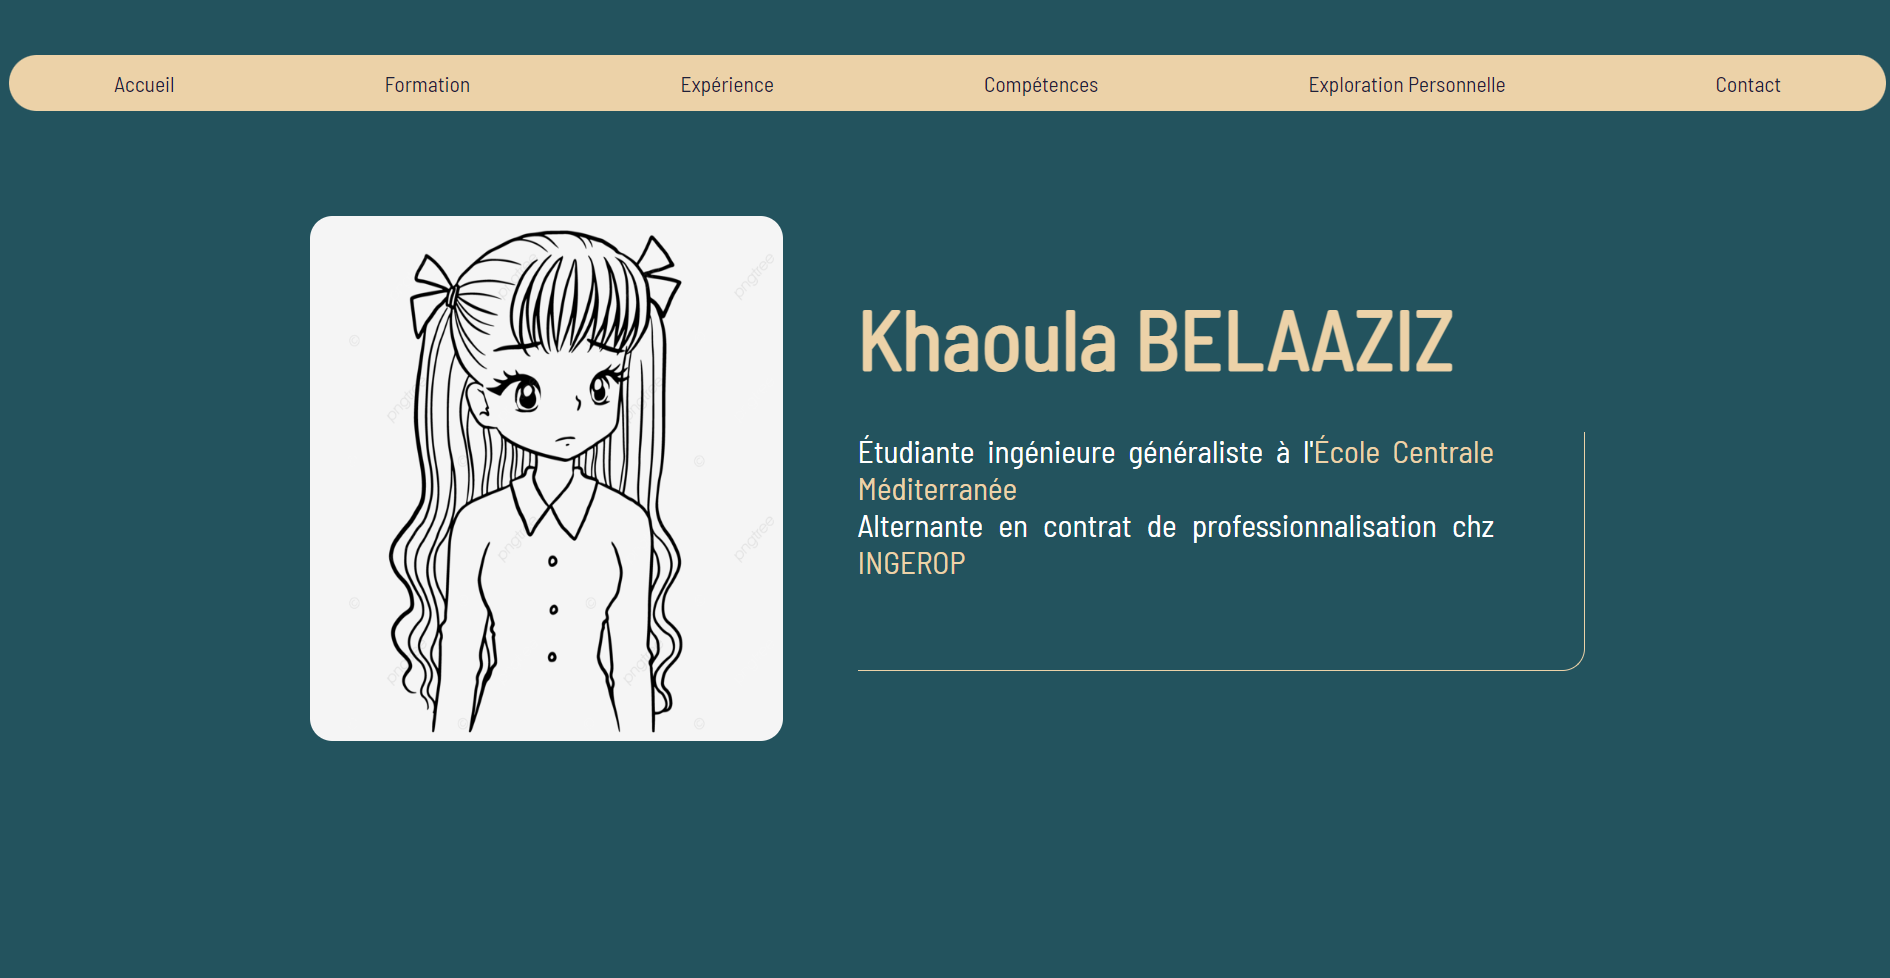 Accueil
Formation
Expérience
Compétences
Exploration Personnelle
Contact
pngtree
pngtree
Khaoula BELAAZIZ
Étudiante ingénieure généraliste à l'École Centrale
Méditerranée
Alternante en contrat de professionnalisation chz
INGEROP